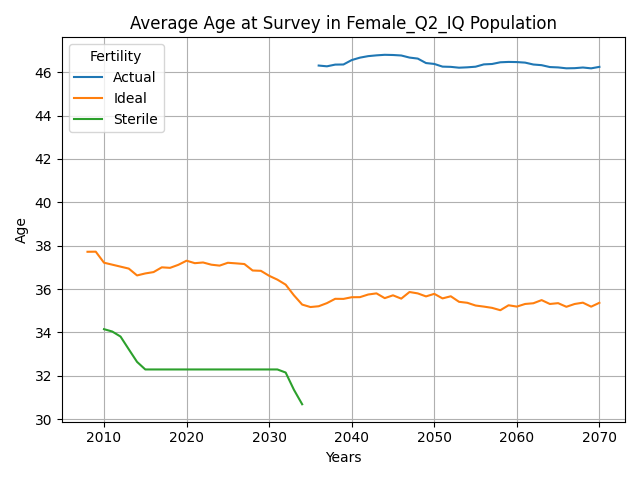 Average Age at Survey in Female_Q2_IQ Population
Fertility
Actual
Ideal
Sterile
Age
46
44
42
40
38
36
34
32
30
2010
2020
2030
2040
2050
2060
2070
Years